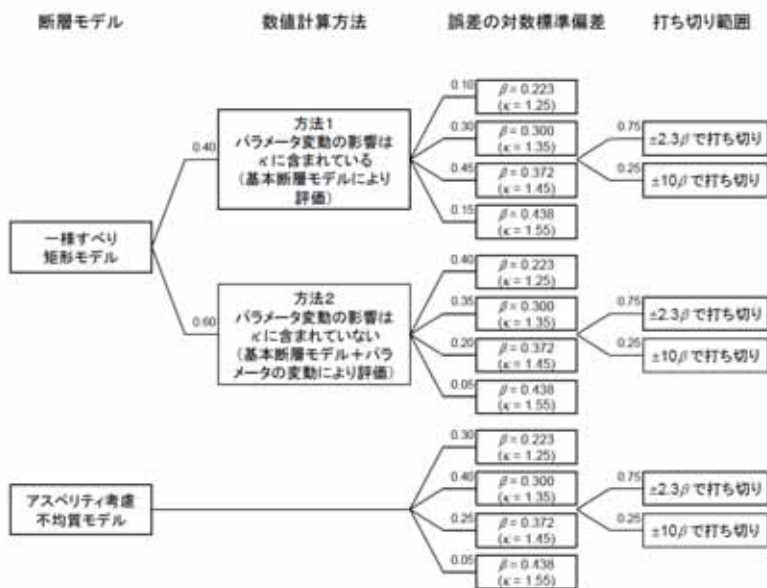 断層モデル 数値計算方法 誤差の対数標準偏差 打ち切り範囲
0.40
方法1
パラメータ変動の影響は
κに含まれている
(基本断層モデルにより
評価)
0.10
β = 0.223
(κ = 1.25)
0.30
β = 0.300
(κ = 1.35)
0.45
β = 0.372
(κ = 1.45)
0.15
β = 0.438
(κ = 1.55)
0.75
±2.3βで打ち切り
0.25
±10βで打ち切り
一様すべり
矩形モデル
0.60
方法2
パラメータ変動の影響は
κに含まれていない
(基本断層モデル+パラ
メータの変動により評価)
0.40
β = 0.223
(κ = 1.25)
0.35
β = 0.300
(κ = 1.35)
0.20
β = 0.372
(κ = 1.45)
0.05
β = 0.438
(κ = 1.55)
0.75
±2.3βで打ち切り
0.25
±10βで打ち切り
アスペリティ考慮
不均質モデル
0.30
β = 0.223
(κ = 1.25)
0.40
β = 0.300
(κ = 1.35)
0.25
β = 0.372
(κ = 1.45)
0.05
β = 0.438
(κ = 1.55)
0.75
±2.3βで打ち切り
0.25
±10βで打ち切り